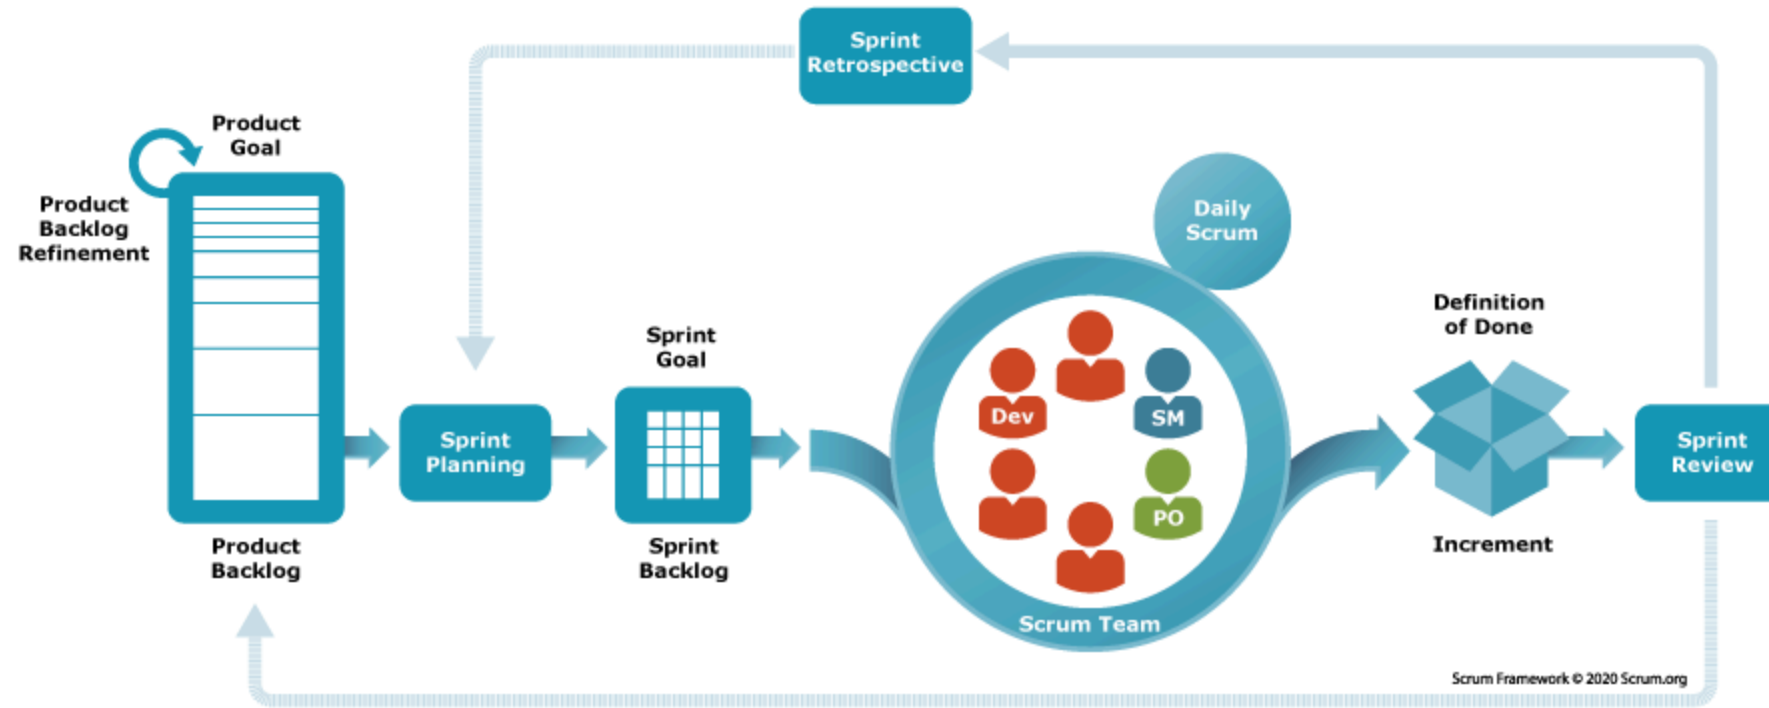 Sprint
Retrospective
Product
Goal
Product
Backlog
Refinement
Daily
Scrum
Definition
of Done
Sprint
Goal
Dev
SM
Sprint
Planning
Sprint
Review
PO
Product
Backlog
Sprint
Backlog
Increment
Scrum Team
Scrum Framework © 2020 Scrum.org